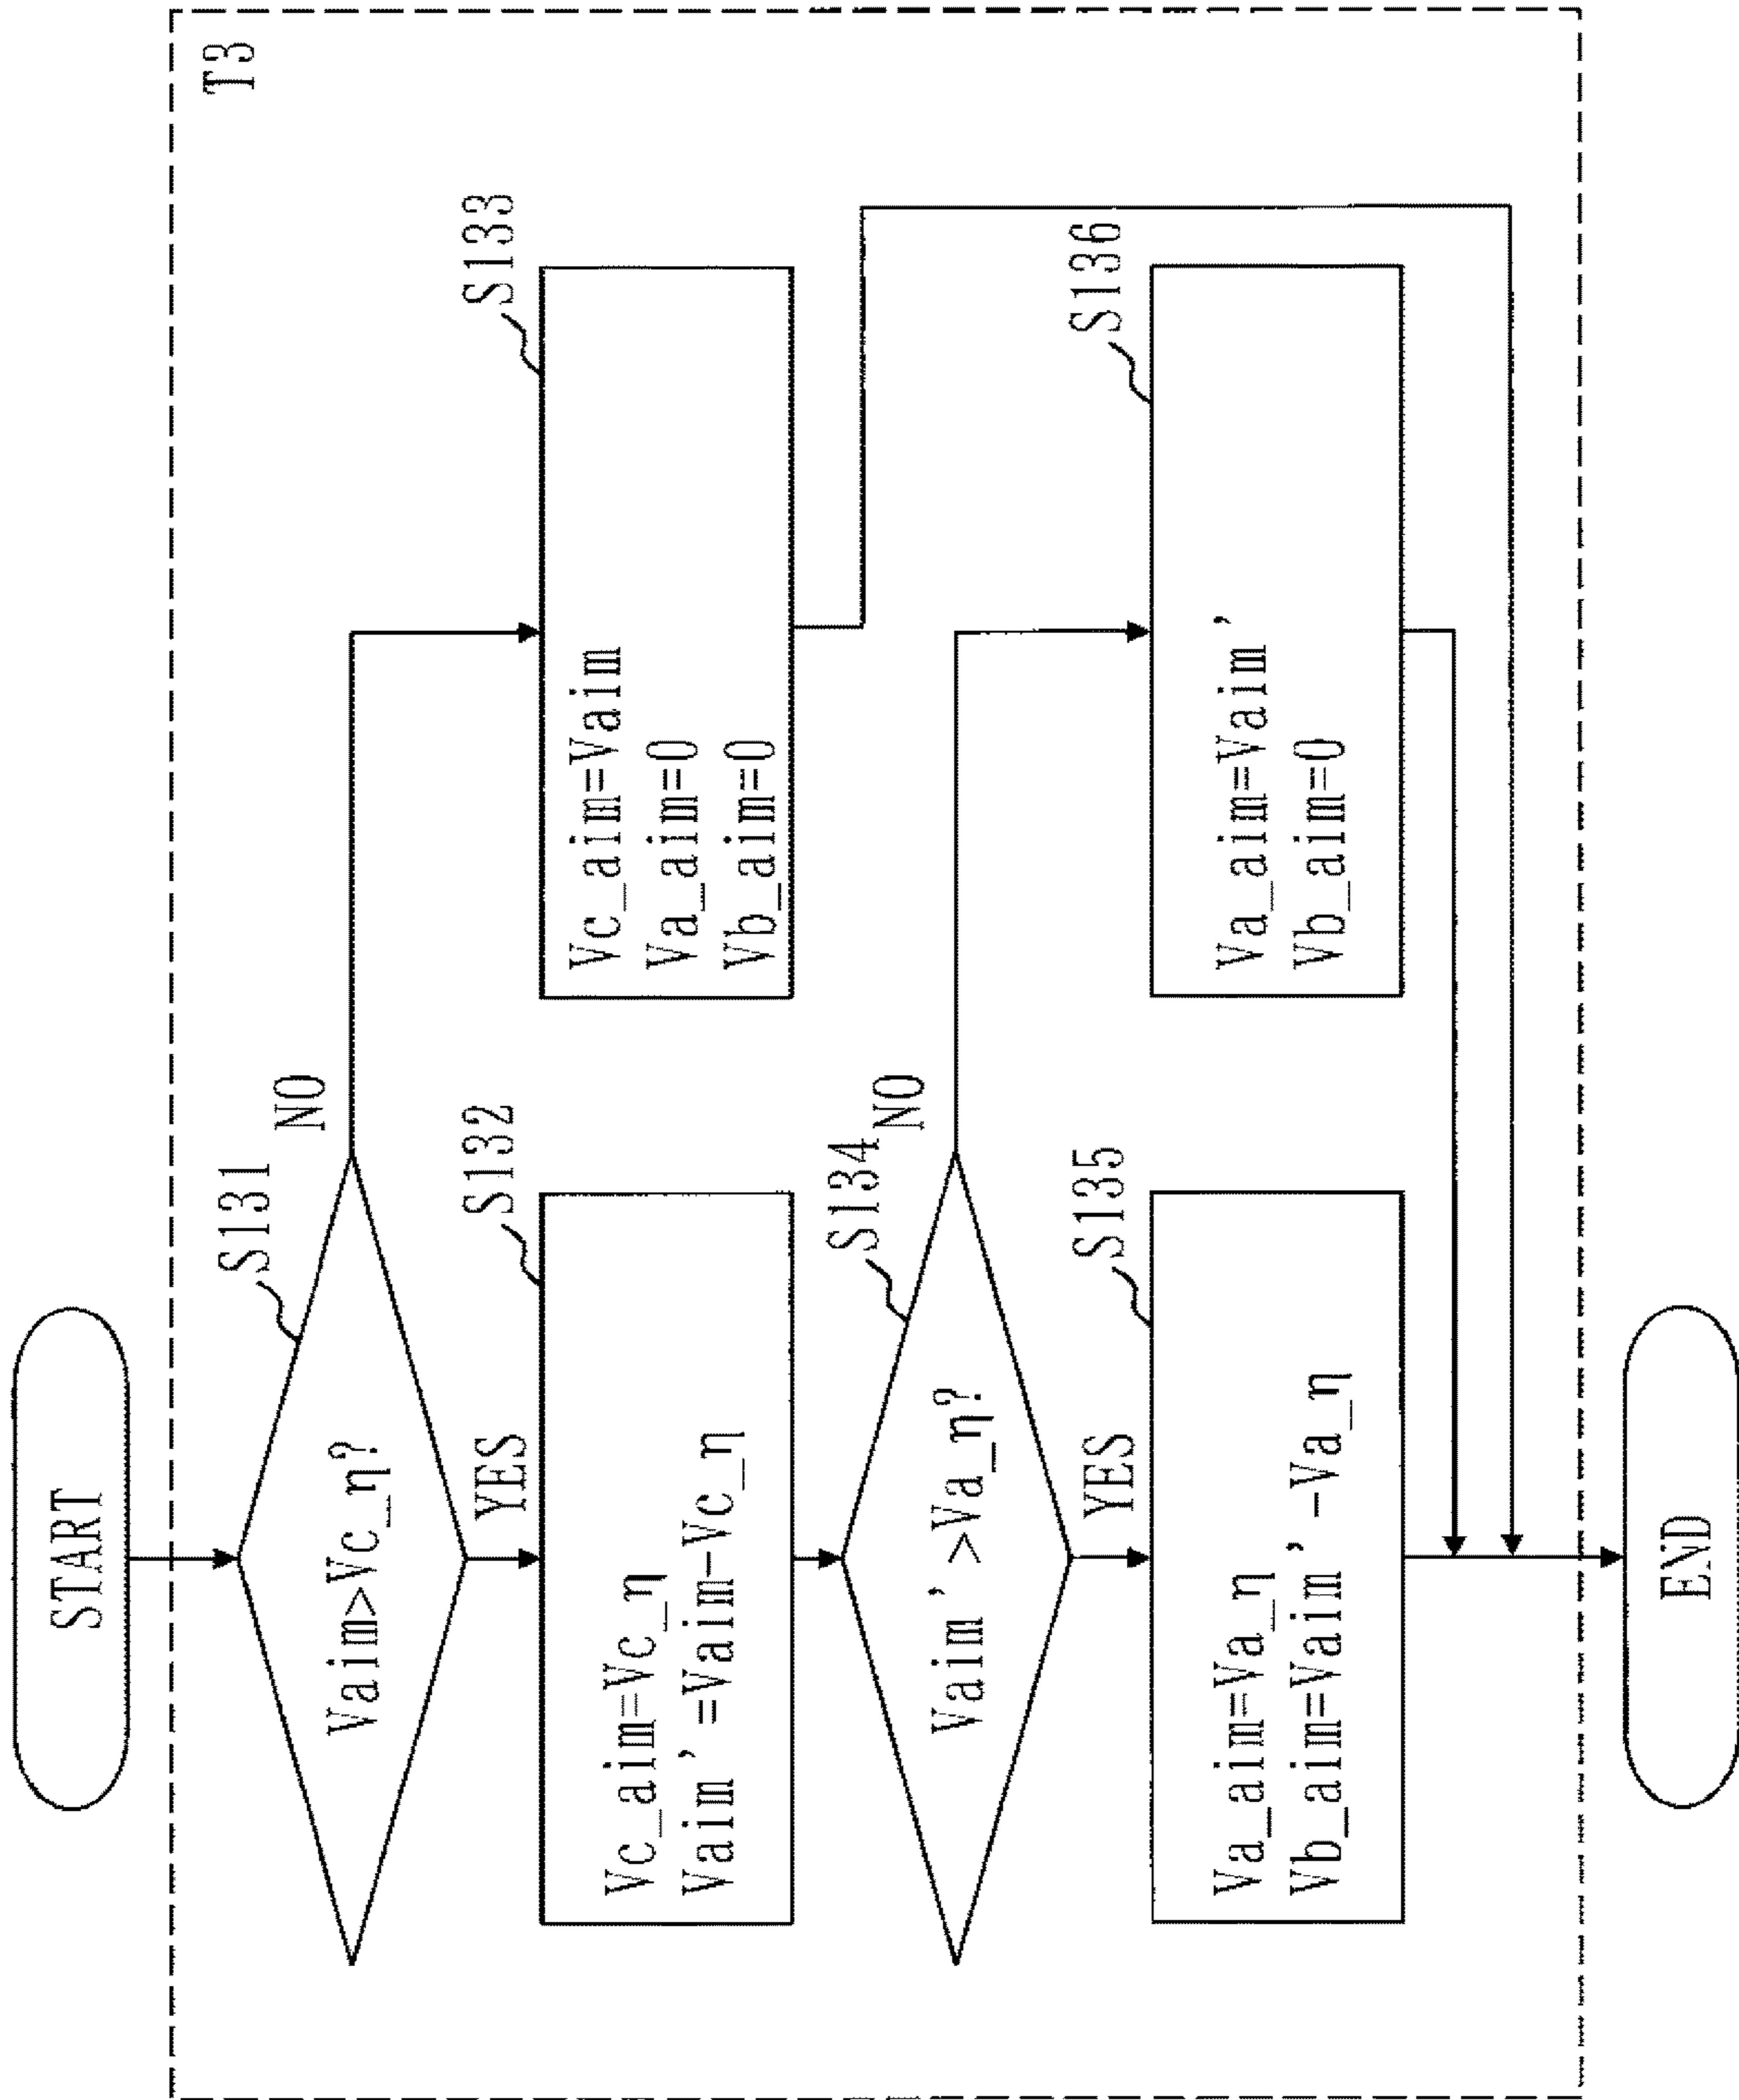 START
T3
S131
Vaim>Vc_η?
NO
YES
S132
Vc_aim=Vc_η
Vaim'=Vaim-Vc_η
S133
Vc_aim=Vaim
Va_aim=0
Vb_aim=0
S134
Vaim'>Va_η?
NO
YES
S135
Va_aim=Va_η
Vb_aim=Vaim'-Va_η
S136
Va_aim=Vaim'
Vb_aim=0
END